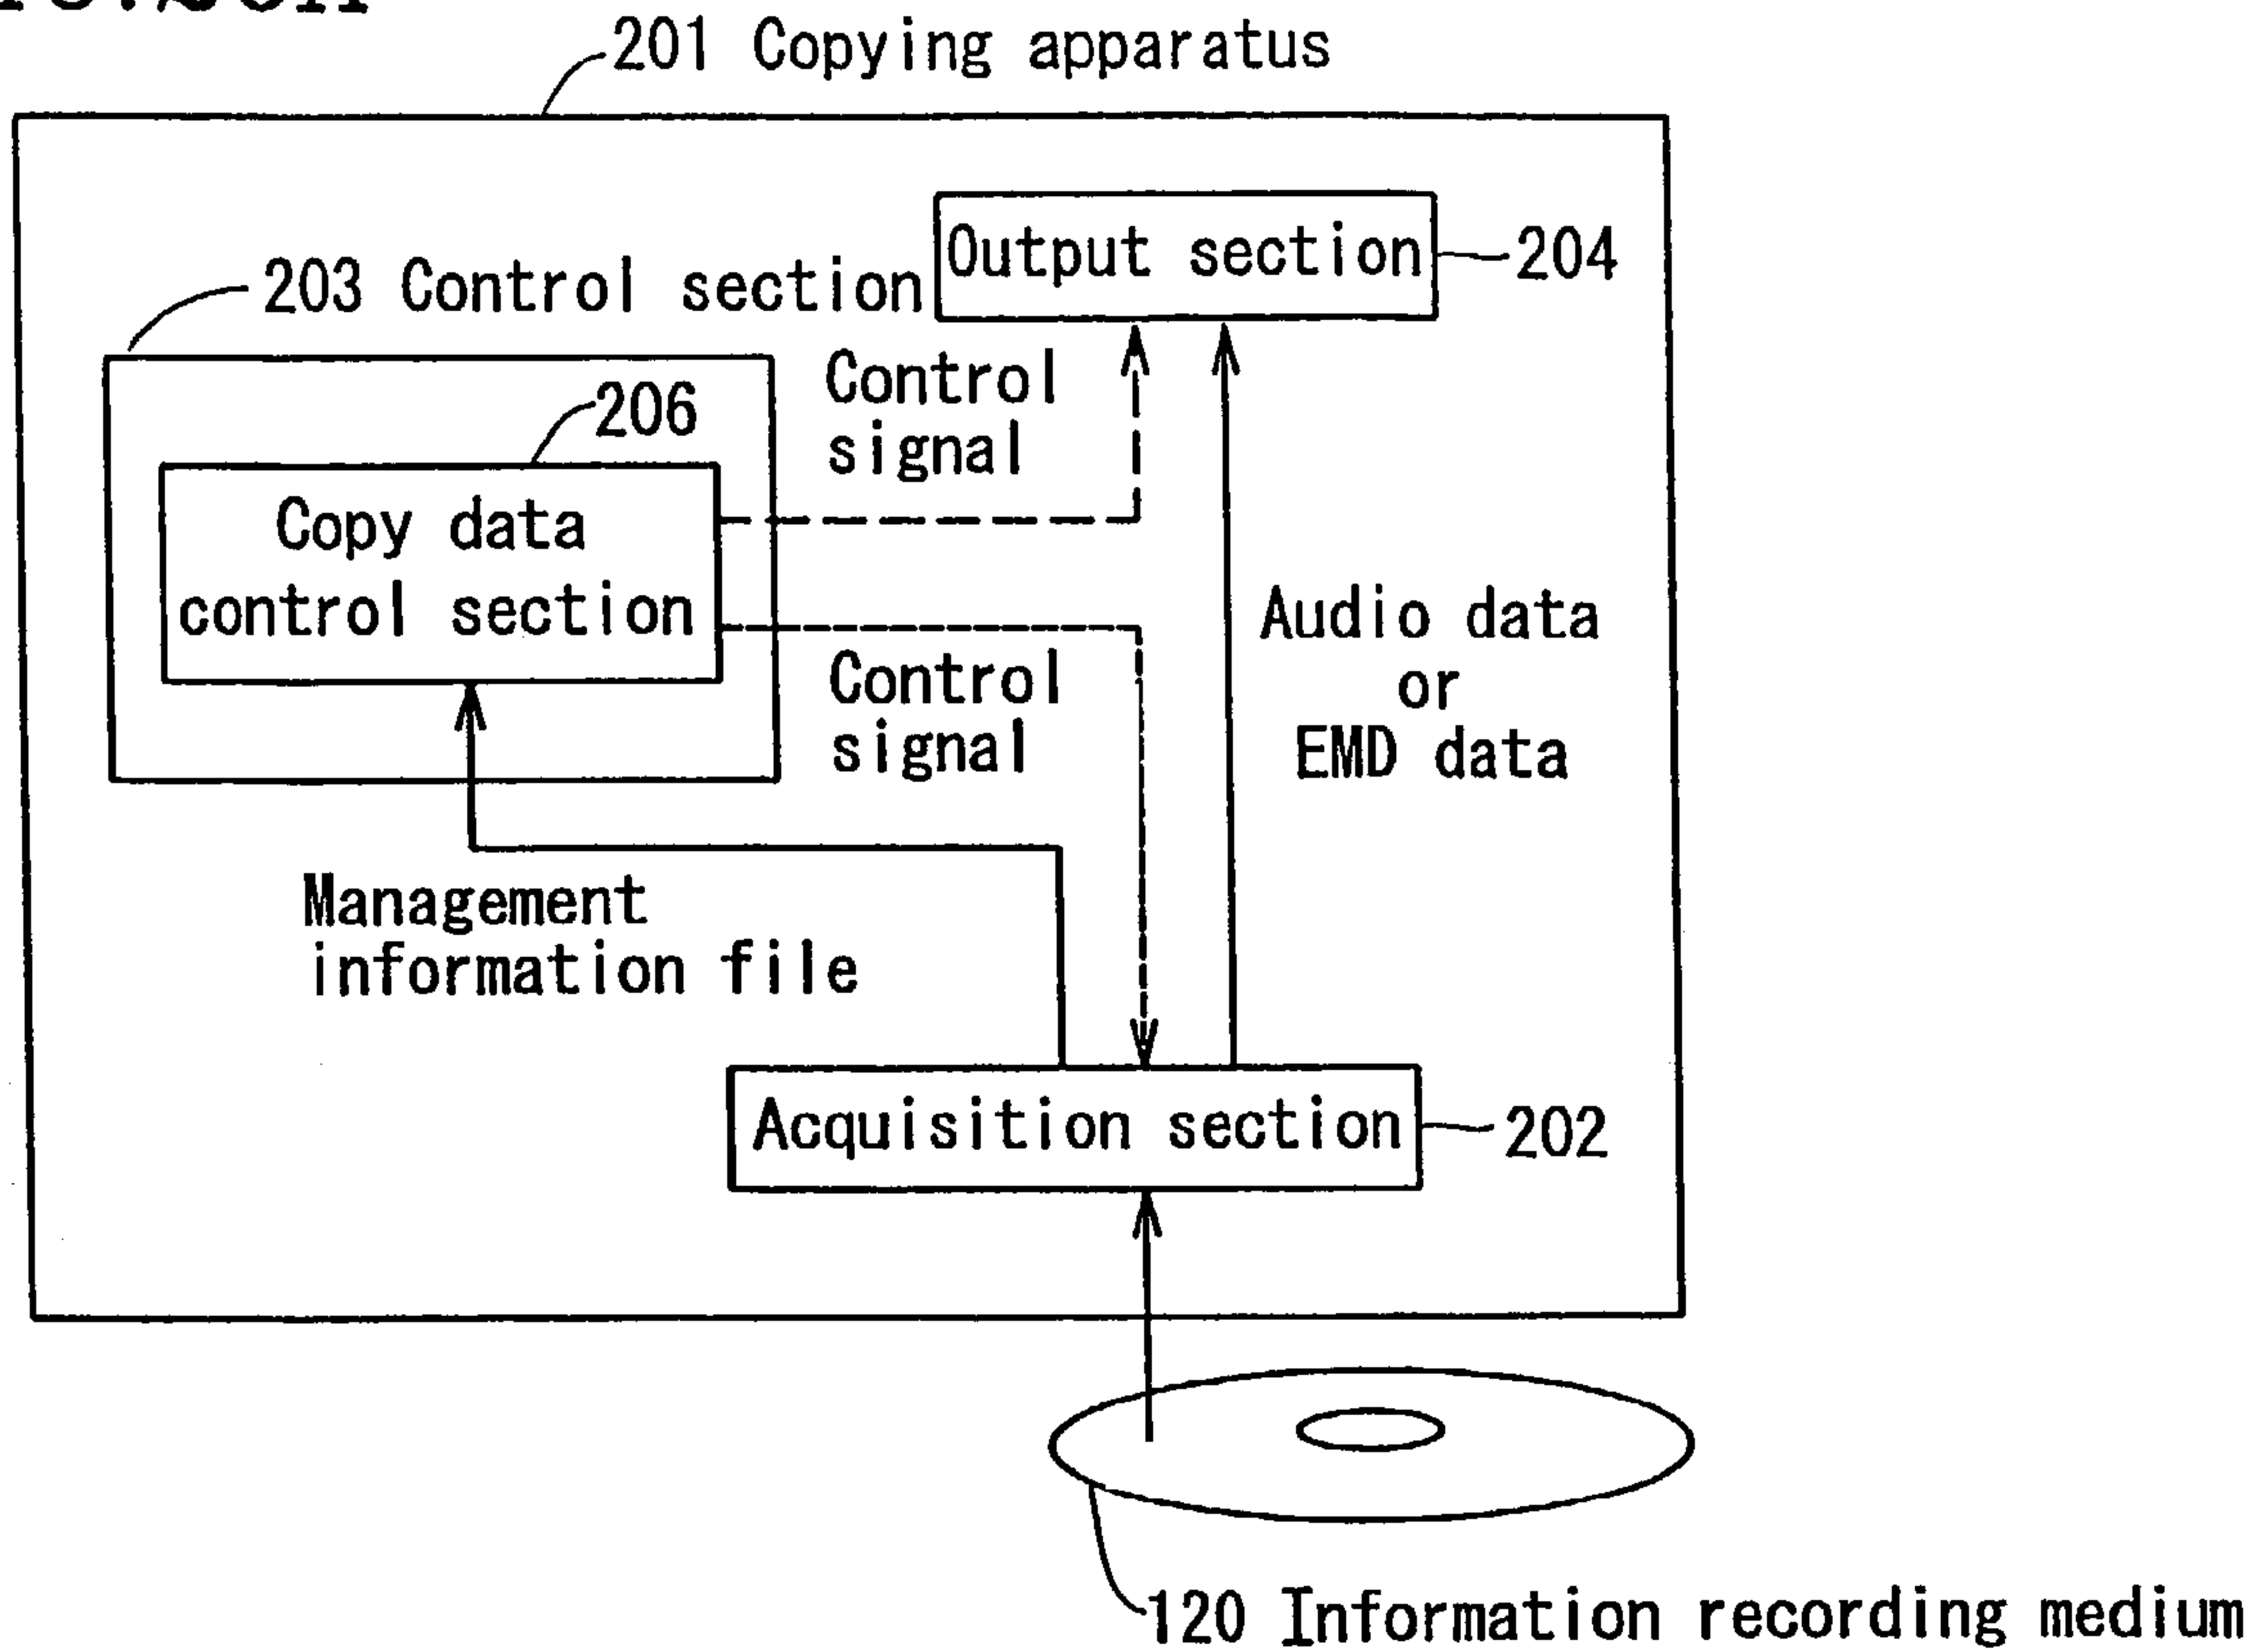 201 Copying apparatus
Output section
204
203 Control section
Control
signal
206
Copy data
control section
Audio data
or
EMD data
Control
signal
Management
information file
Acquisition section
202
120 Information recording medium